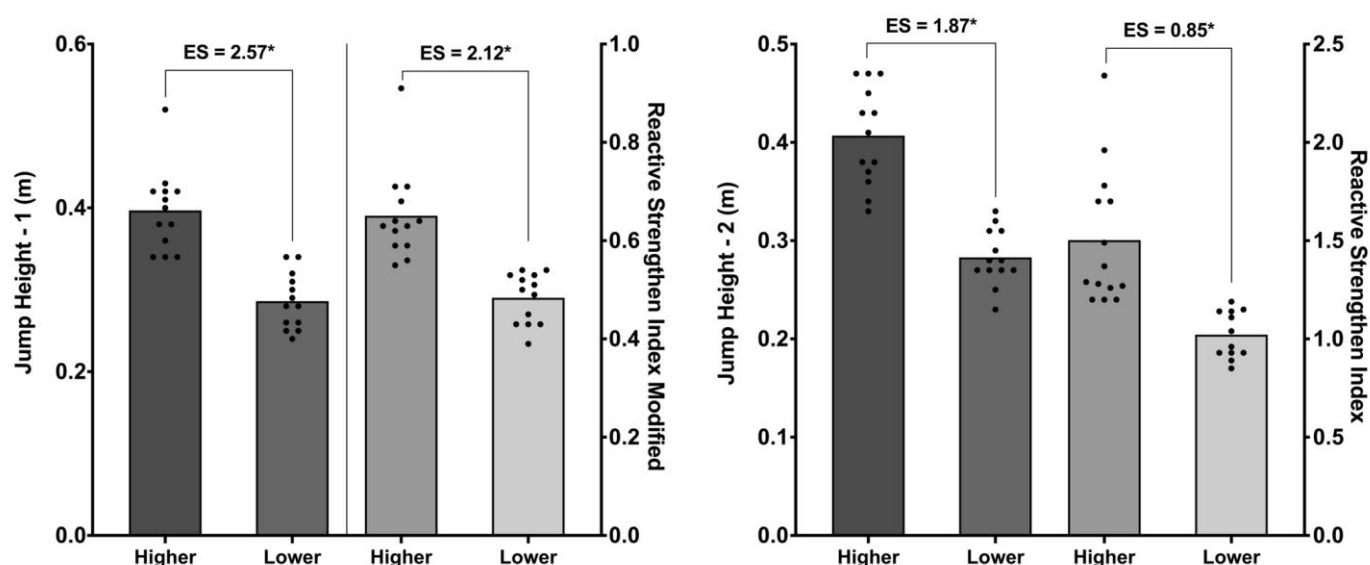 ES = 2.57*
ES = 2.12*
0.6
0.4
0.2
0.0
Jump Height - 1 (m)
1.0
0.8
0.6
0.4
0.2
0.0
Reactive Strengthen Index Modified
Higher
Lower
Higher
Lower
ES = 1.87*
ES = 0.85*
0.5
0.4
0.3
0.2
0.1
0.0
Jump Height - 2 (m)
2.5
2.0
1.5
1.0
0.5
0.0
Reactive Strengthen Index
Higher
Lower
Higher
Lower